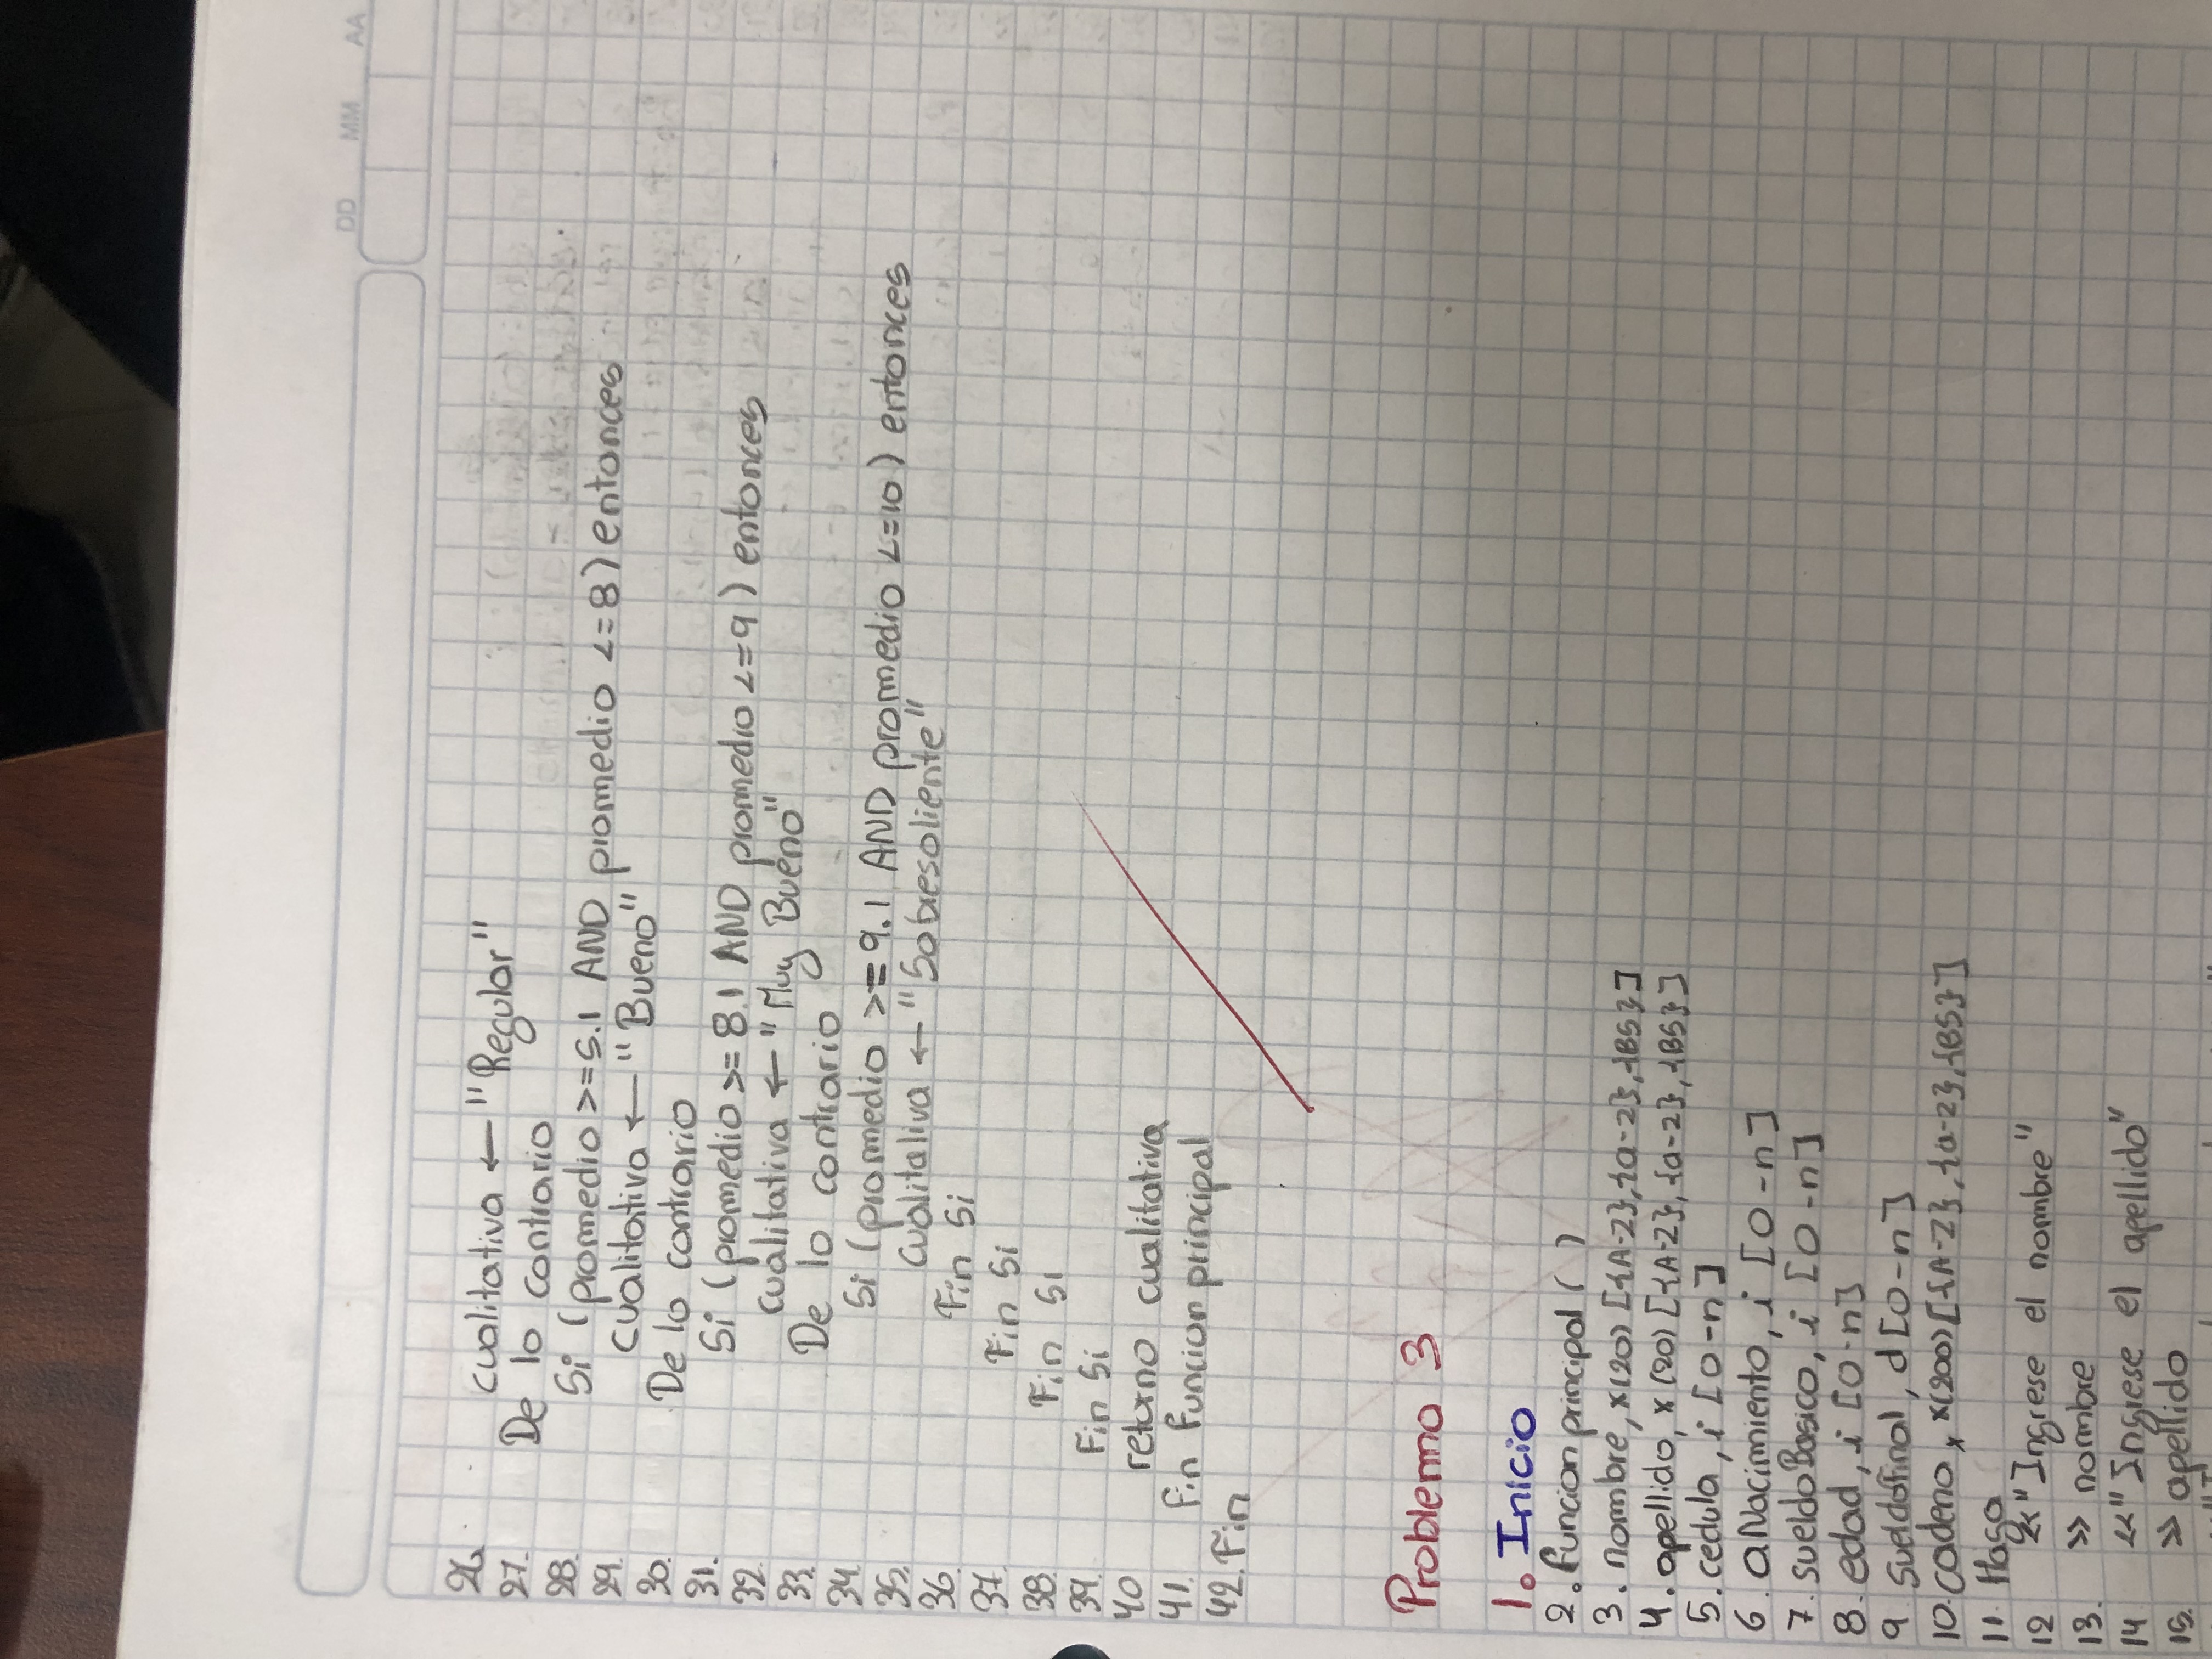 DD MM AA
26. cualitativa ← "Regular"
27. De lo contrario
28. Si (promedio >=5.1 AND promedio <=8) entonces
29. cualitativa ← "Bueno"
30. De lo contrario
31. Si (promedio >= 8.1 AND promedio <=9) entonces
32. cualitativa ← "Muy Bueno"
33. De lo contrario
34 Si (promedio >= 9.1 AND promedio <=10) entonces
35. cualitativa ← "Sobresaliente"
36 Fin Si
37. Fin Si
38. Fin Si
39. Fin Si
40 retorno cualitativa
41. fin funcion principal
42. Fin
Problema 3
1. Inicio
2. funcion principal ( )
3. nombre, x(20) [{A-Z},{a-z},{BS}]
4. apellido, x (20) [{A-Z}, {a-z}, {BS}]
5. cedula, i [0-n]
6. aNacimiento, i [0-n]
7. sueldoBasico, i [0-n]
8. edad, i [0-n]
9 sueldoFinal, d[0-n]
10. cadena, x(200) [{A-Z}, {a-z}, {BS}]
11. Haga
12 <<"Ingrese el nombre"
13. >> nombre
14 <<"Ingrese el apellido"
15. >> apellido